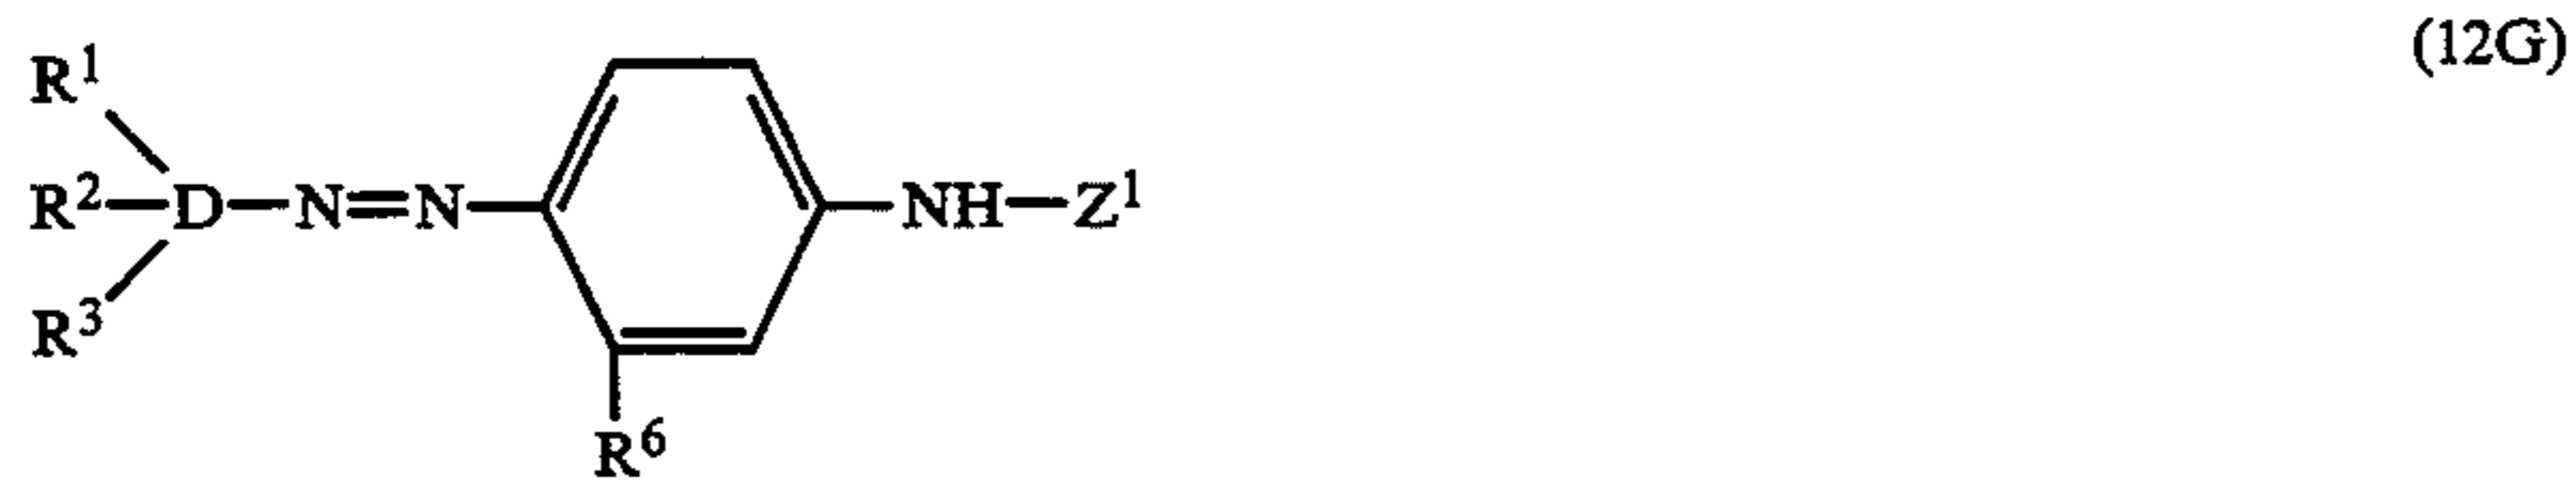 (12G)
R¹
R²—D—N=N NH—Z¹
R³
R⁶